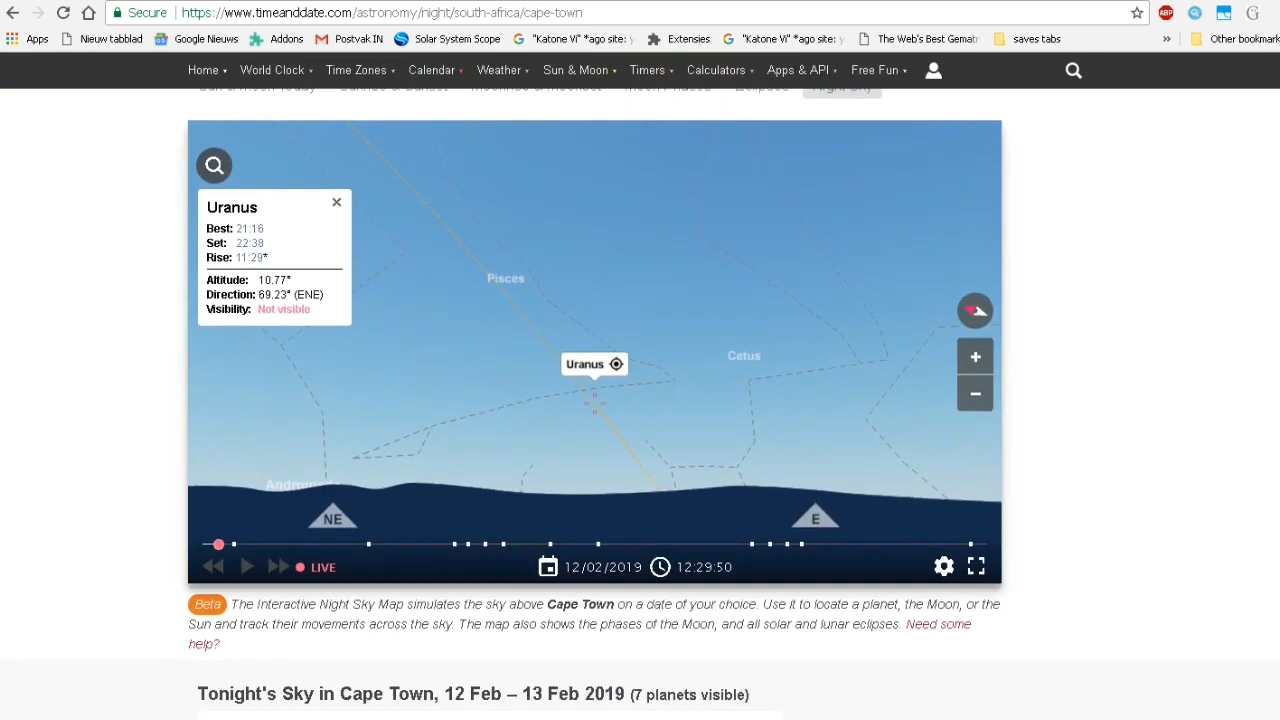 Secure https://www.timeanddate.com/astronomy/night/south-africa/cape-town ABP
Apps Nieuw tabblad Google Nieuws Addons Postvak IN Solar System Scope "Katone Vi" *ago site: y Extensies "Katone Vi" *ago site: y The Web's Best Gematr saves tabs » Other bookmark
Home World Clock Time Zones Calendar Weather Sun & Moon Timers Calculators Apps & API Free Fun
Night Sky
Uranus ×
Best: 21:16
Set: 22:38
Rise: 11:29*
Altitude: 10.77°
Direction: 69.23° (ENE)
Visibility: Not visible
Pisces
Cetus
Uranus
+
−
NE
E
LIVE 12/02/2019 12:29:50
Beta The Interactive Night Sky Map simulates the sky above Cape Town on a date of your choice. Use it to locate a planet, the Moon, or the
Sun and track their movements across the sky. The map also shows the phases of the Moon, and all solar and lunar eclipses. Need some
help?
Tonight's Sky in Cape Town, 12 Feb – 13 Feb 2019 (7 planets visible)